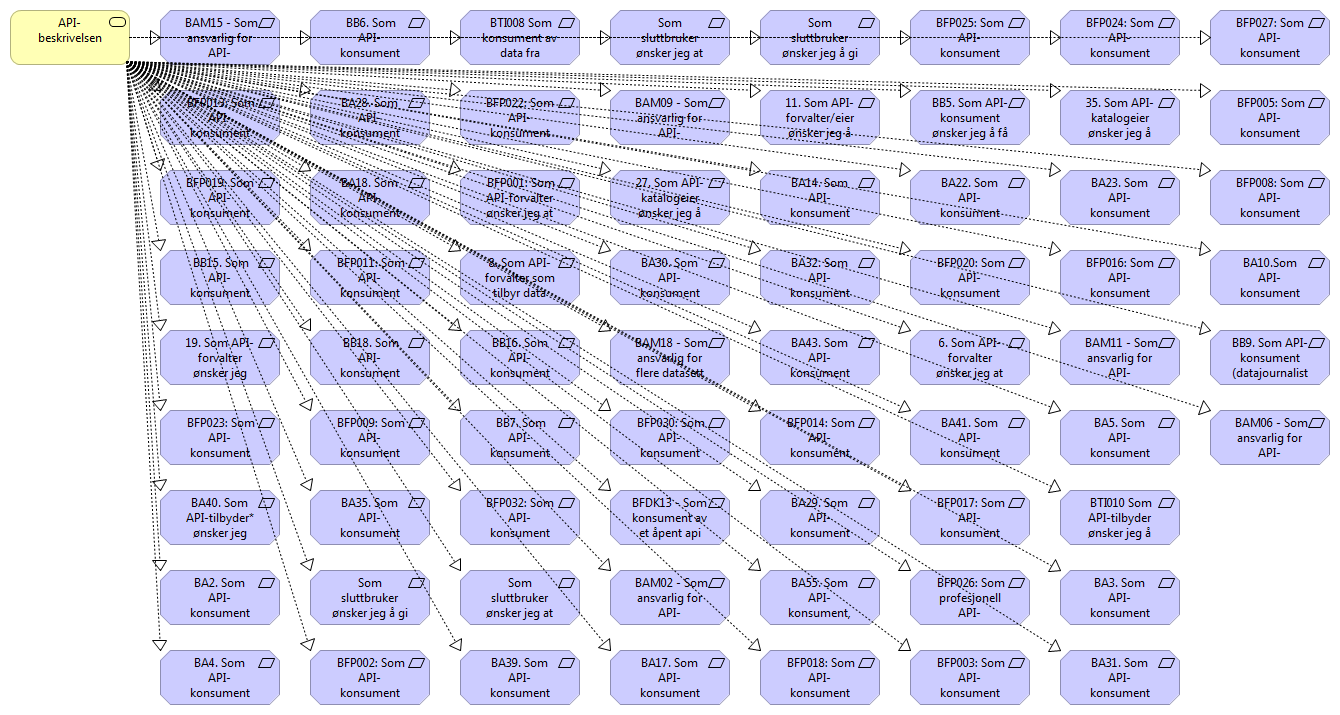 API-
beskrivelsen
BAM15 - Som
ansvarlig for
API-
BB6. Som
API-
konsument
BTI008 Som
konsument av
data fra
Som
sluttbruker
ønsker jeg at
Som
sluttbruker
ønsker jeg å gi
BFP025: Som
API-
konsument
BFP024: Som
API-
konsument
BFP027: Som
API-
konsument
BFP013: Som
API-
konsument
BA28. Som
API-
konsument
BFP022: Som
API-
konsument
BAM09 - Som
ansvarlig for
API-
11. Som API-
forvalter/eier
ønsker jeg å
BB5. Som API-
konsument
ønsker jeg å få
35. Som API-
katalogeier
ønsker jeg å
BFP005: Som
API-
konsument
BFP019: Som
API-
konsument
BA18. Som
API-
konsument
BFP001: Som
API-forvalter
ønsker jeg at
27. Som API-
katalogeier
ønsker jeg å
BA14. Som
API-
konsument
BA22. Som
API-
konsument
BA23. Som
API-
konsument
BFP008: Som
API-
konsument
BB15. Som
API-
konsument
BFP011: Som
API-
konsument
8. Som API-
forvalter som
tilbyr data
BA30. Som
API-
konsument
BA32. Som
API-
konsument
BFP020: Som
API-
konsument
BFP016: Som
API-
konsument
BA10.Som
API-
konsument
19. Som API-
forvalter
ønsker jeg
BB18. Som
API-
konsument
BB16. Som
API-
konsument
BAM18 - Som
ansvarlig for
flere datasett
BA43. Som
API-
konsument
6. Som API-
forvalter
ønsker jeg at
BAM11 - Som
ansvarlig for
API-
BB9. Som API-
konsument
(datajournalist
BFP023: Som
API-
konsument
BFP009: Som
API-
konsument
BB7. Som
API-
konsument
BFP030: Som
API-
konsument
BFP014: Som
API-
konsument
BA41. Som
API-
konsument
BA5. Som
API-
konsument
BAM06 - Som
ansvarlig for
API-
BA40. Som
API-tilbyder*
ønsker jeg
BA35. Som
API-
konsument
BFP032: Som
API-
konsument
BFDK13 - Som
konsument av
et åpent api
BA29. Som
API-
konsument
BFP017: Som
API-
konsument
BTI010 Som
API-tilbyder
ønsker jeg å
BA2. Som
API-
konsument
Som
sluttbruker
ønsker jeg å gi
Som
sluttbruker
ønsker jeg at
BAM02 - Som
ansvarlig for
API-
BA55. Som
API-
konsument,
BFP026: Som
profesjonell
API-
BA3. Som
API-
konsument
BA4. Som
API-
konsument
BFP002: Som
API-
konsument
BA39. Som
API-
konsument
BA17. Som
API-
konsument
BFP018: Som
API-
konsument
BFP003: Som
API-
konsument
BA31. Som
API-
konsument